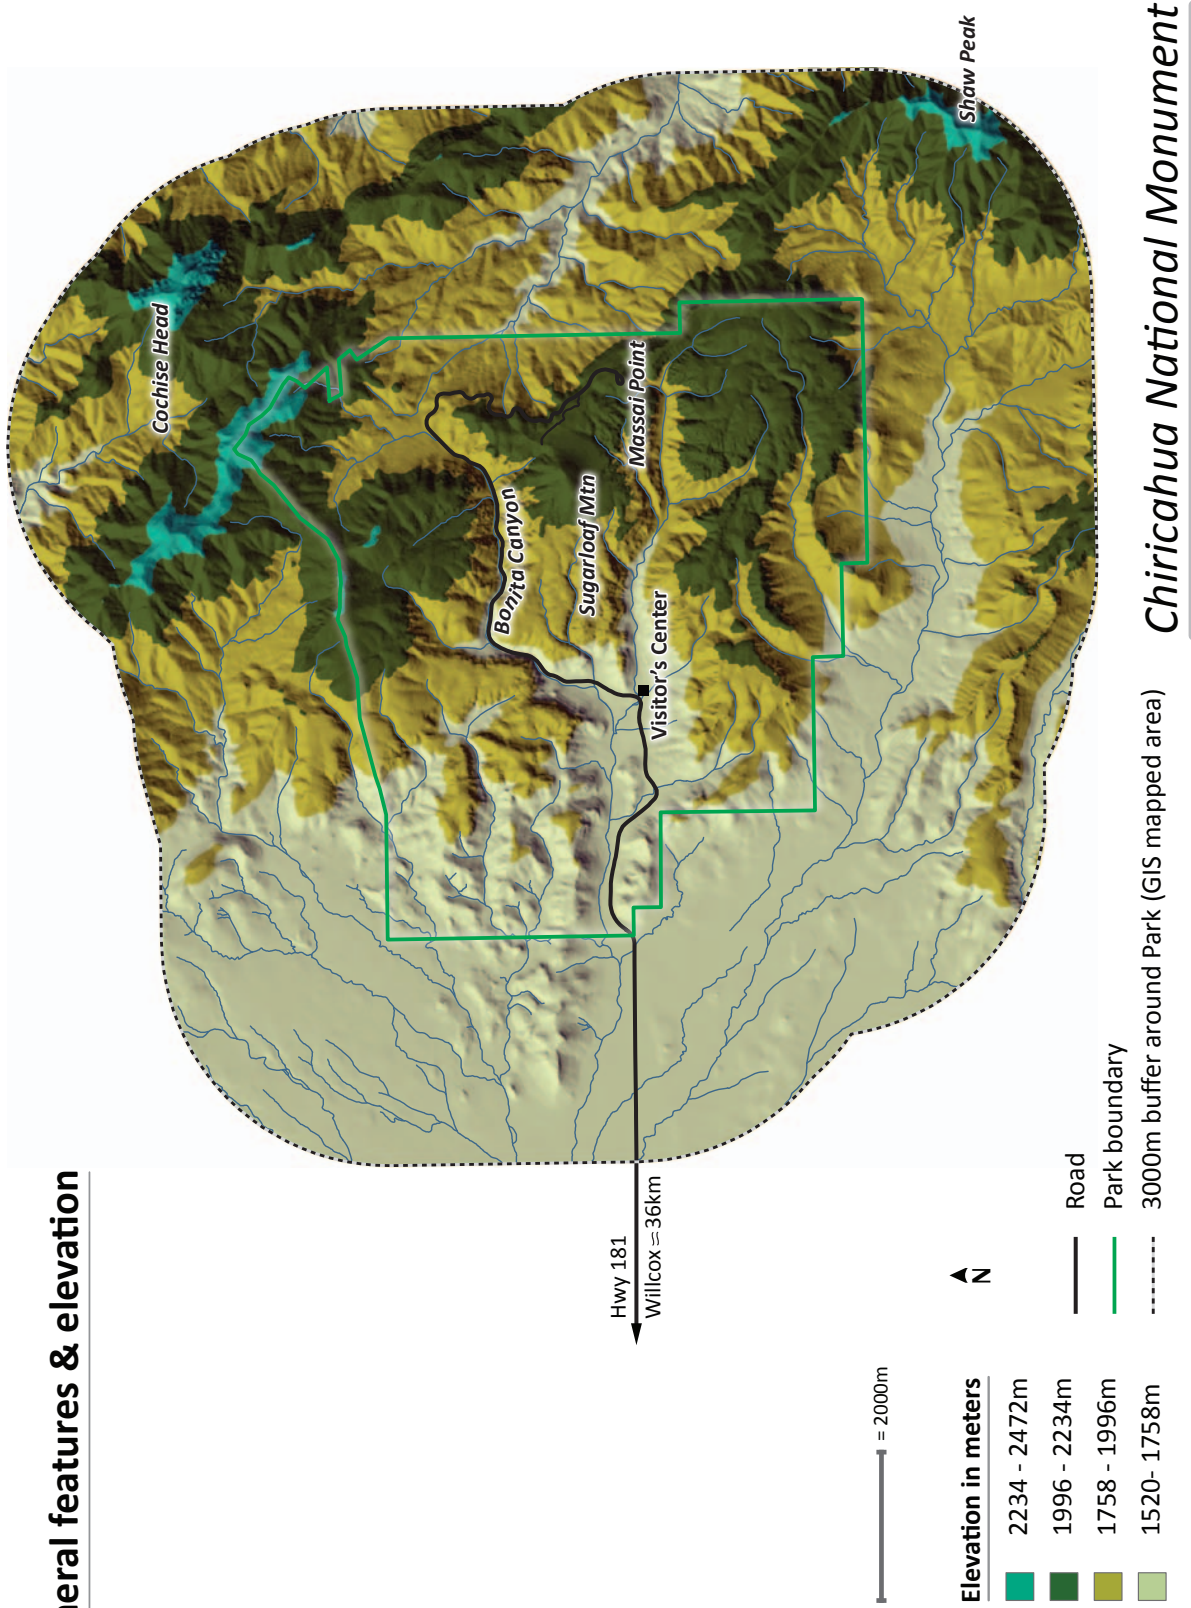 neral features & elevation
Cochise Head
Bonita Canyon
Sugarloaf Mtn
Massai Point
Visitor's Center
Shaw Peak
Hwy 181
Willcox ≌ 36km
= 2000m
N
Elevation in meters
2234 - 2472m
1996 - 2234m
1758 - 1996m
1520- 1758m
Road
Park boundary
3000m buffer around Park (GIS mapped area)
Chiricahua National Monument